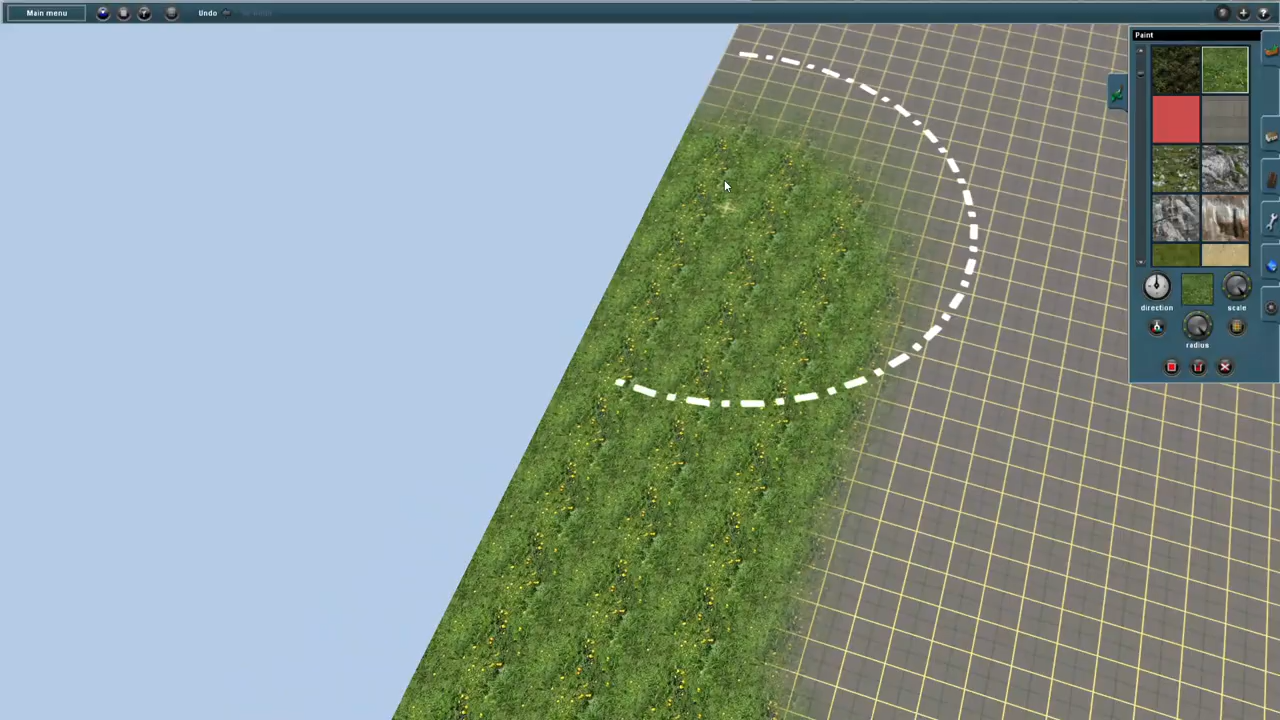 Main menu
Undo
Paint
direction
scale
radius